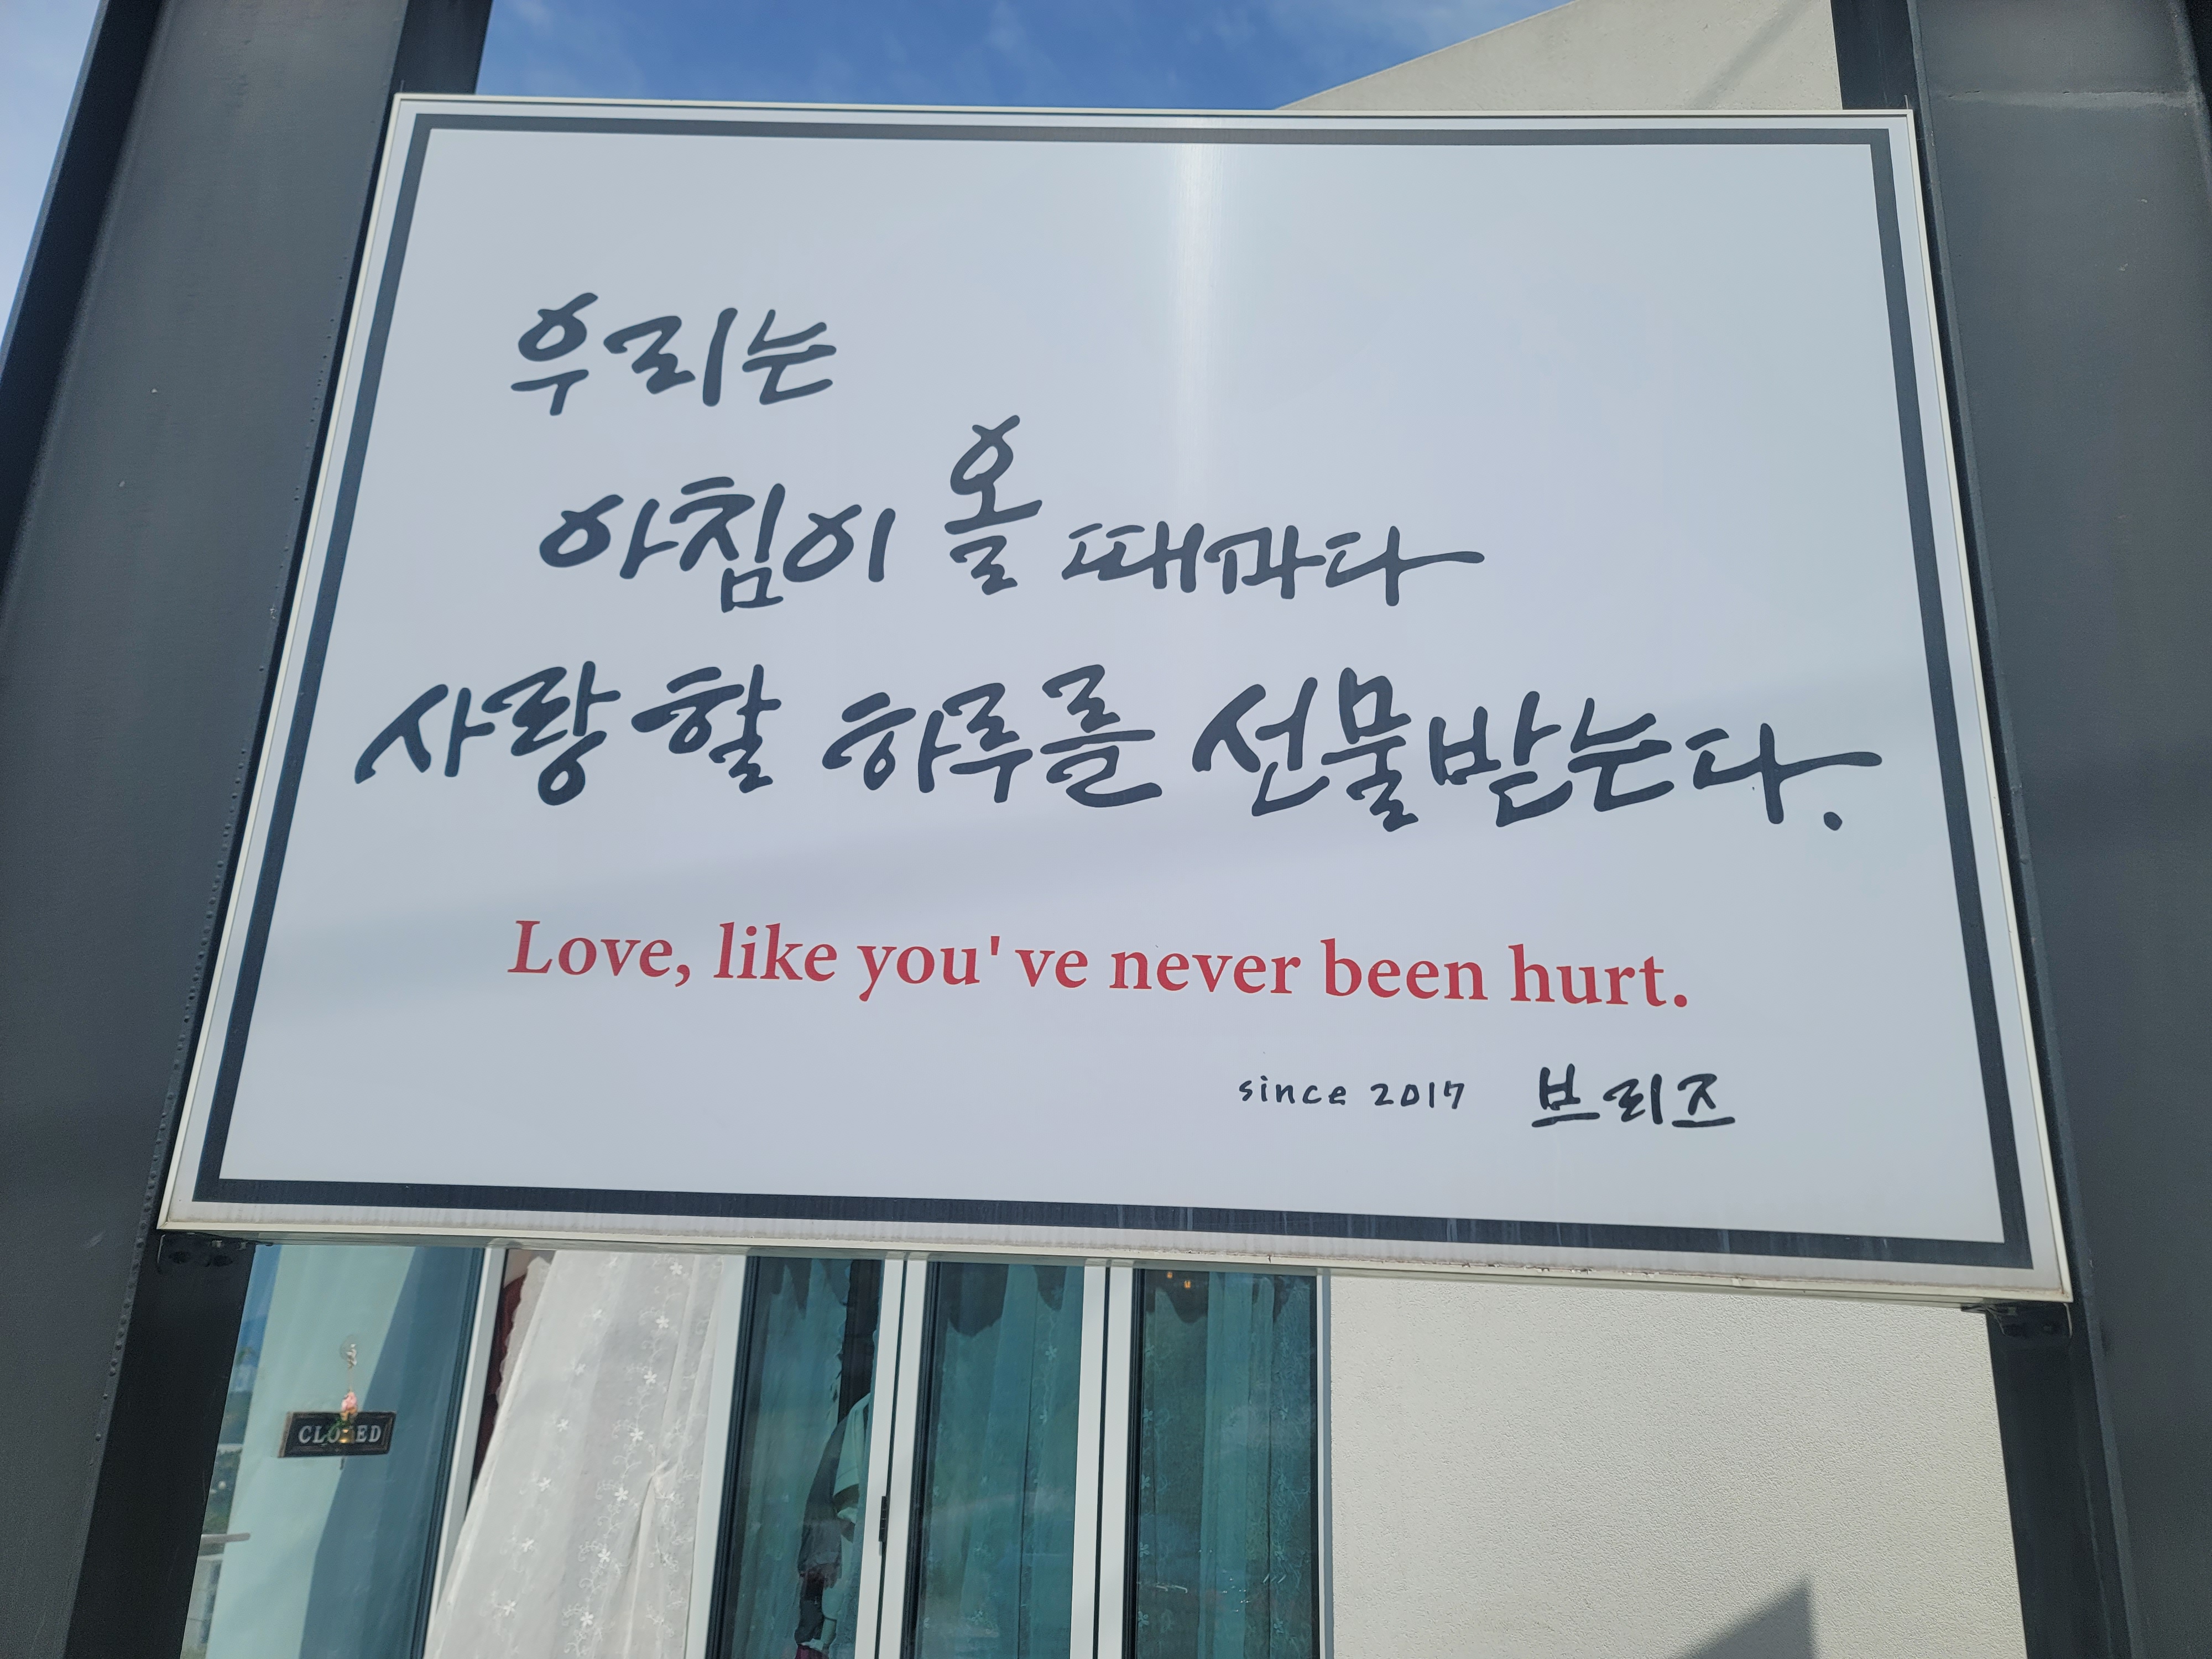 우리는
아침이 올 때마다
사랑할 하루를 선물받는다.
Love, like you've never been hurt.
since 2017 브리즈
CLOSED